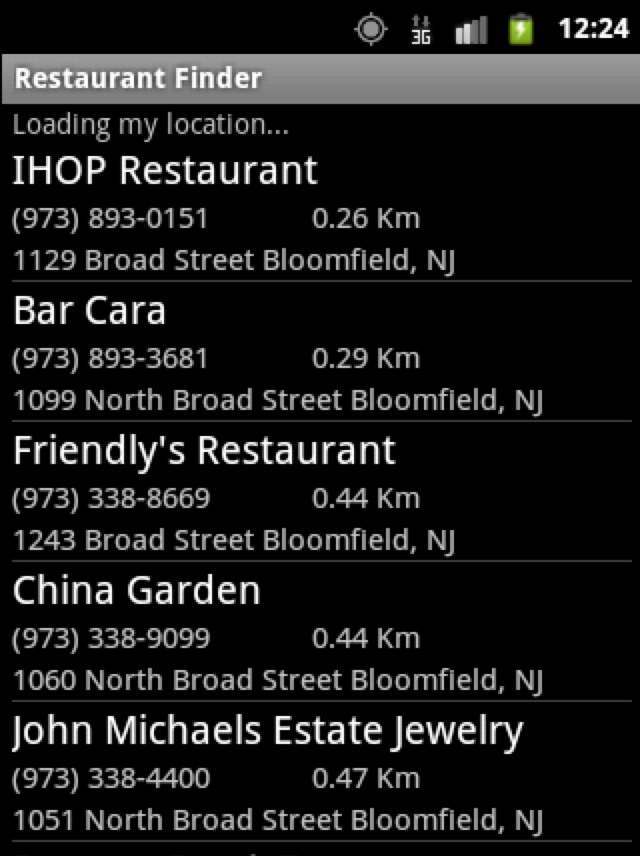 3G 12:24
Restaurant Finder
Loading my location...
IHOP Restaurant
(973) 893-0151 0.26 Km
1129 Broad Street Bloomfield, NJ
Bar Cara
(973) 893-3681 0.29 Km
1099 North Broad Street Bloomfield, NJ
Friendly's Restaurant
(973) 338-8669 0.44 Km
1243 Broad Street Bloomfield, NJ
China Garden
(973) 338-9099 0.44 Km
1060 North Broad Street Bloomfield, NJ
John Michaels Estate Jewelry
(973) 338-4400 0.47 Km
1051 North Broad Street Bloomfield, NJ